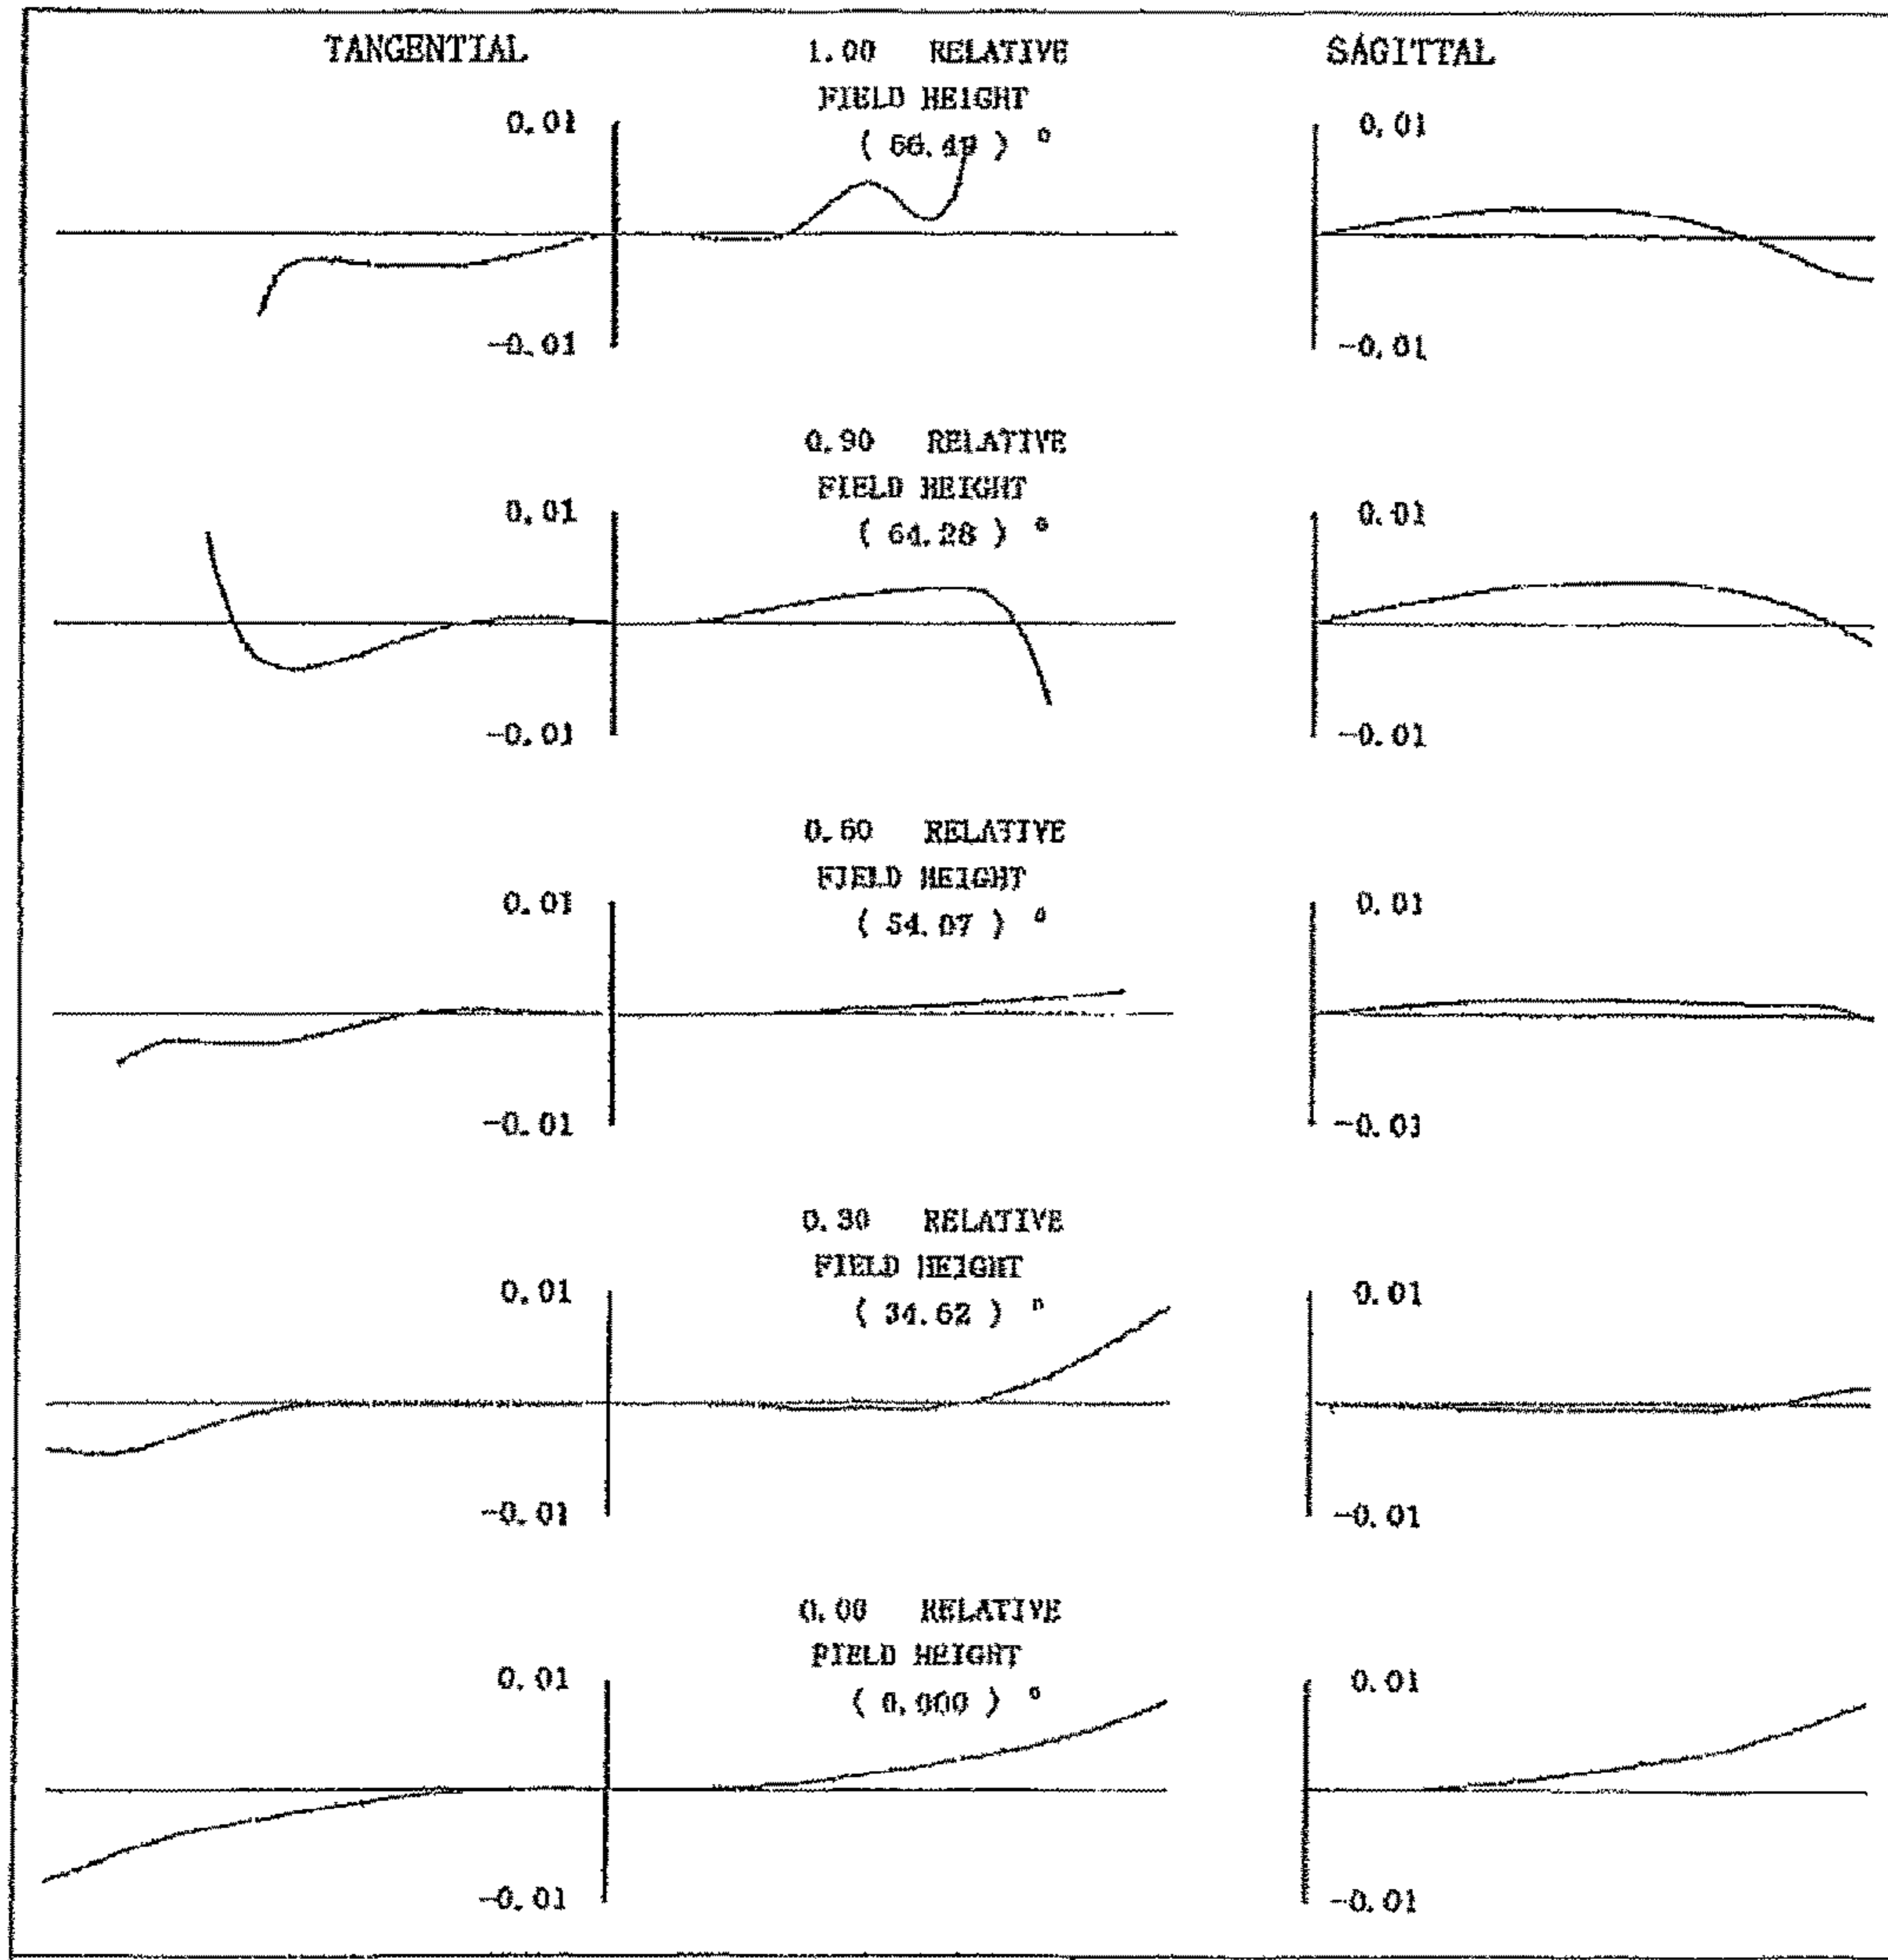 TANGENTIAL 1.00 RELATIVE SAGITTAL
FIELD HEIGHT
0.01 ( 66.49 ) ° 0.01
-0.01 -0.01
0.90 RELATIVE
FIELD HEIGHT
0.01 ( 64.28 ) ° 0.01
-0.01 -0.01
0.60 RELATIVE
FIELD HEIGHT
0.01 ( 54.07 ) ° 0.01
-0.01 -0.01
0.30 RELATIVE
FIELD HEIGHT
0.01 ( 34.62 ) ° 0.01
-0.01 -0.01
0.00 RELATIVE
FIELD HEIGHT
0.01 ( 0.000 ) ° 0.01
-0.01 -0.01